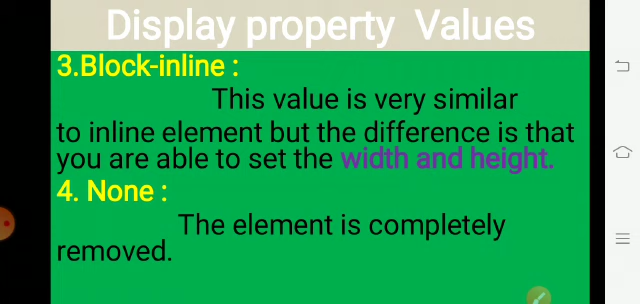 Display property Values
3.Block-inline :
This value is very similar
to inline element but the difference is that
you are able to set the width and height.
4. None :
The element is completely
removed.